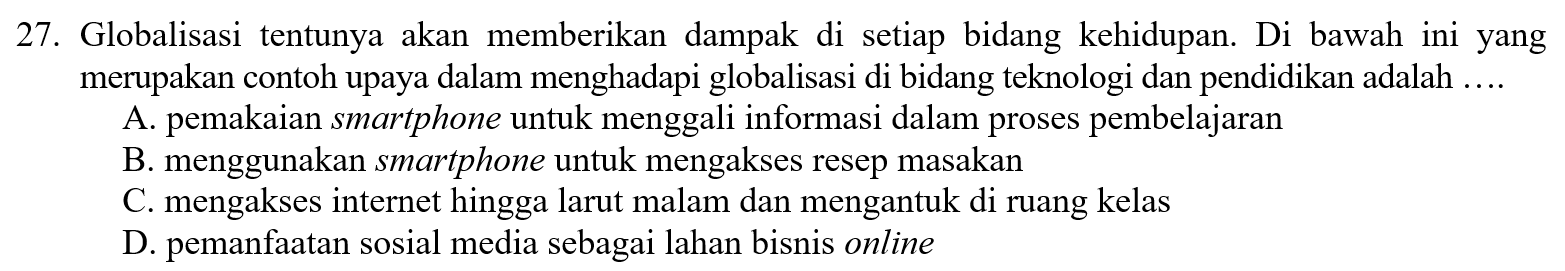 27. Globalisasi tentunya akan memberikan dampak di setiap bidang kehidupan. Di bawah ini yang
merupakan contoh upaya dalam menghadapi globalisasi di bidang teknologi dan pendidikan adalah ….
A. pemakaian smartphone untuk menggali informasi dalam proses pembelajaran
B. menggunakan smartphone untuk mengakses resep masakan
C. mengakses internet hingga larut malam dan mengantuk di ruang kelas
D. pemanfaatan sosial media sebagai lahan bisnis online